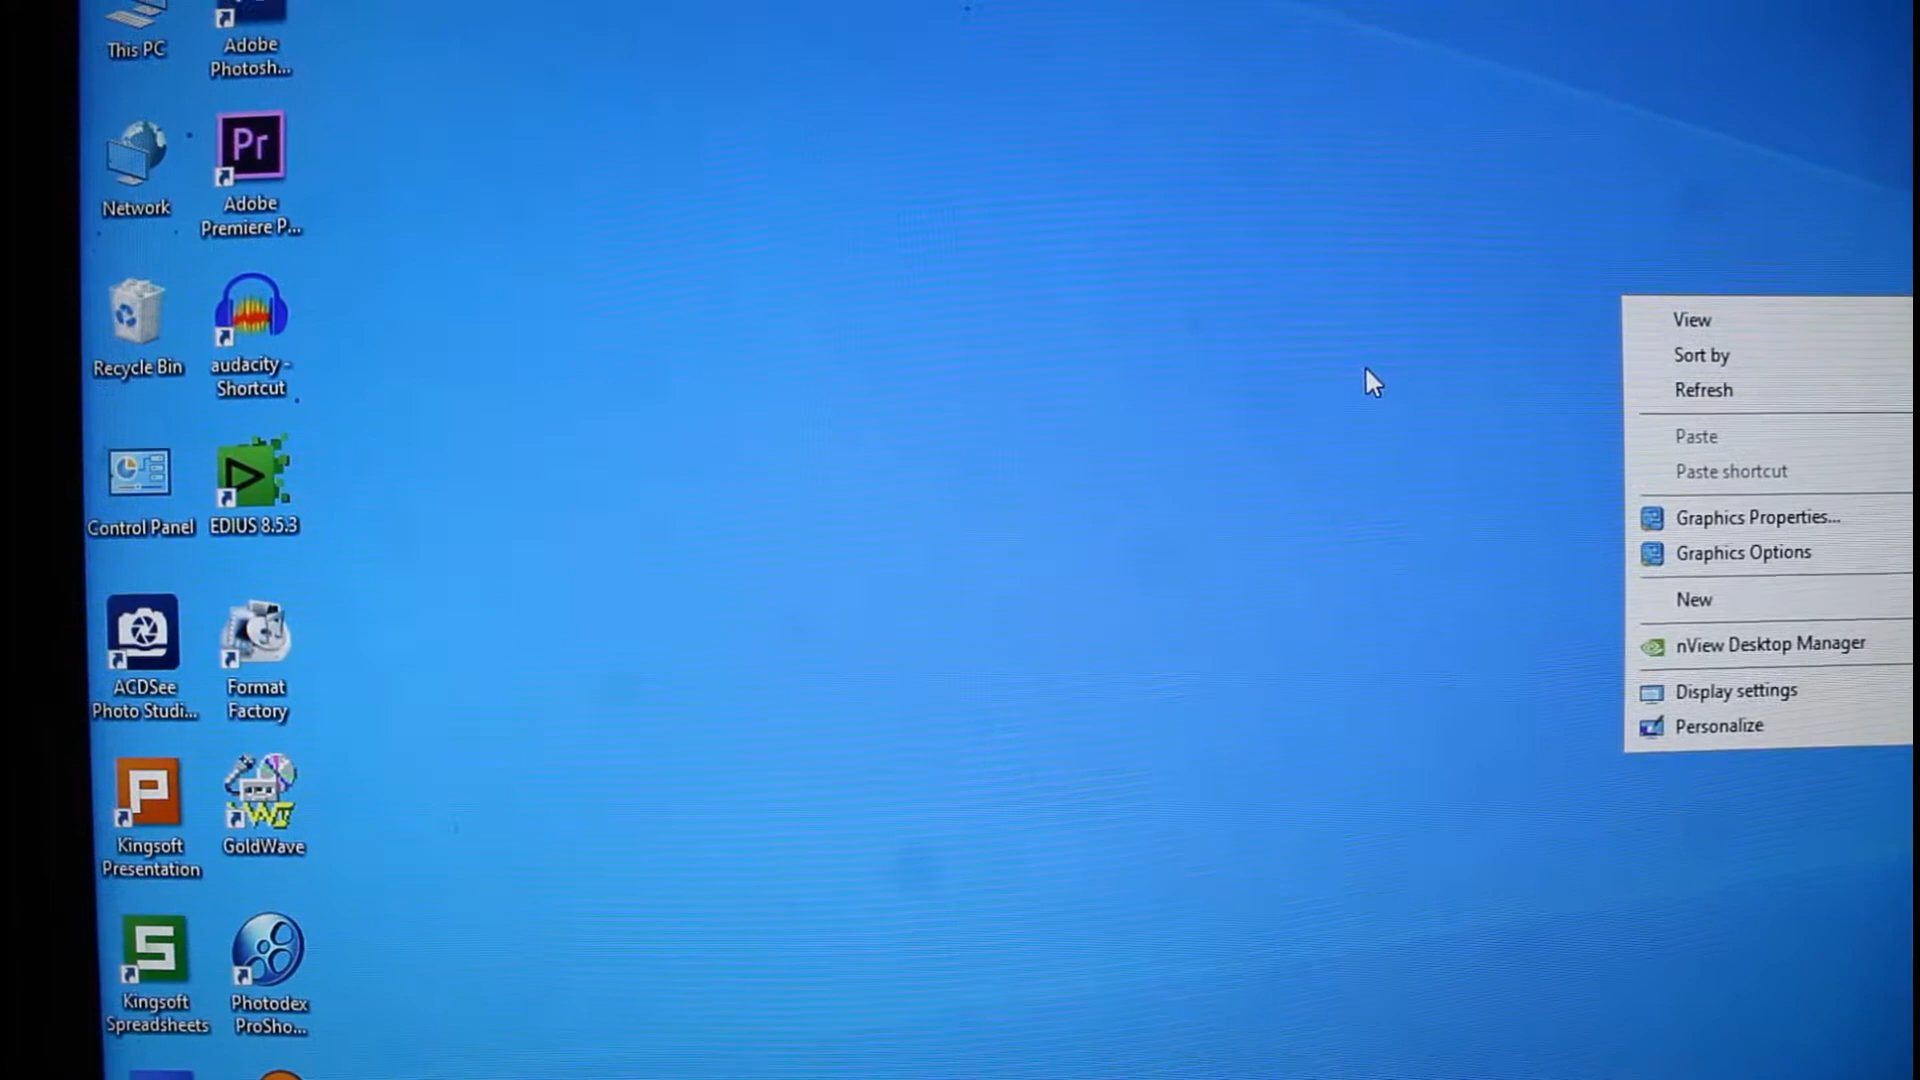 This PC
Adobe
Photosh...
Network
Pr
Adobe
Premiere P...
Recycle Bin
audacity -
Shortcut
Control Panel
EDIUS 8.5.3
ACDSee
Photo Studi...
Format
Factory
P
Kingsoft
Presentation
GoldWave
S
Kingsoft
Spreadsheets
Photodex
ProSho...
View
Sort by
Refresh
Paste
Paste shortcut
Graphics Properties...
Graphics Options
New
nView Desktop Manager
Display settings
Personalize